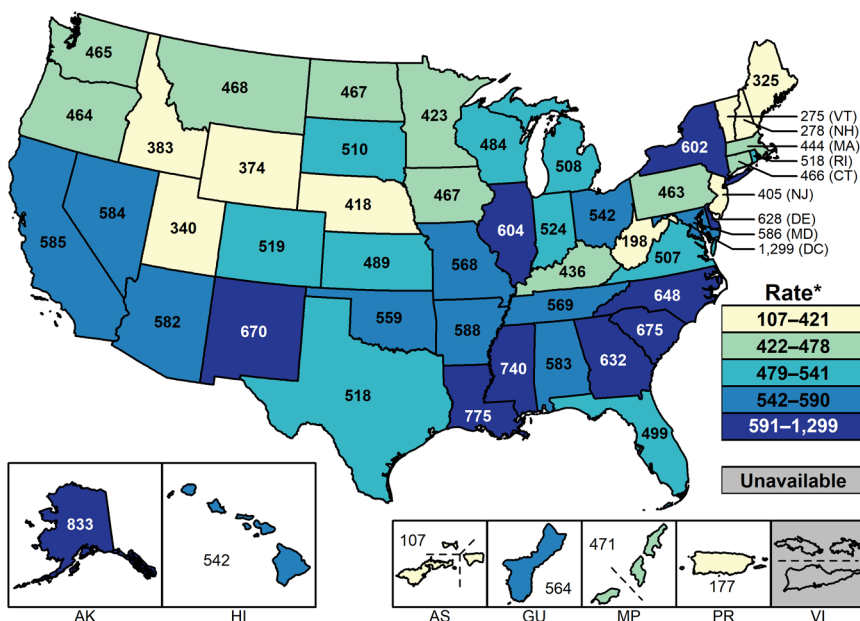 465
468
467
423
325
275 (VT)
278 (NH)
464
484
602
444 (MA)
383
510
508
518 (RI)
374
466 (CT)
467
463
405 (NJ)
418
584
542
628 (DE)
585
340
604
524
198
586 (MD)
519
568
507
1,299 (DC)
489
436
582
670
559
569
648
588
675
740
583
632
518
775
499
Rate*
107–421
422–478
479–541
542–590
591–1,299
Unavailable
833
542
AK
HI
107
564
471
177
AS
GU
MP
PR
VI